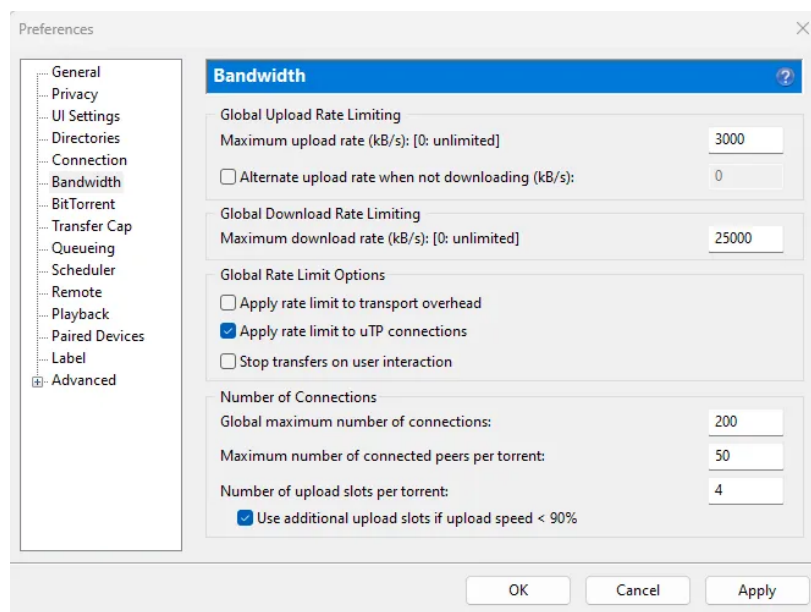 Preferences
General
Privacy
UI Settings
Directories
Connection
Bandwidth
BitTorrent
Transfer Cap
Queueing
Scheduler
Remote
Playback
Paired Devices
Label
Advanced
Bandwidth
Global Upload Rate Limiting
Maximum upload rate (kB/s): [0: unlimited] 3000
Alternate upload rate when not downloading (kB/s): 0
Global Download Rate Limiting
Maximum download rate (kB/s): [0: unlimited] 25000
Global Rate Limit Options
Apply rate limit to transport overhead
Apply rate limit to uTP connections
Stop transfers on user interaction
Number of Connections
Global maximum number of connections: 200
Maximum number of connected peers per torrent: 50
Number of upload slots per torrent: 4
Use additional upload slots if upload speed < 90%
OK Cancel Apply